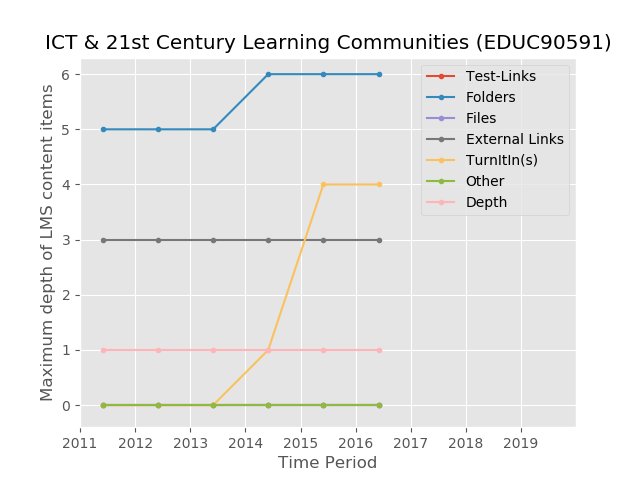 ICT & 21st Century Learning Communities (EDUC90591)
Maximum depth of LMS content items
6
5
4
3
2
1
0
Test-Links
Folders
Files
External Links
TurnItIn(s)
Other
Depth
2011 2012 2013 2014 2015 2016 2017 2018 2019
Time Period